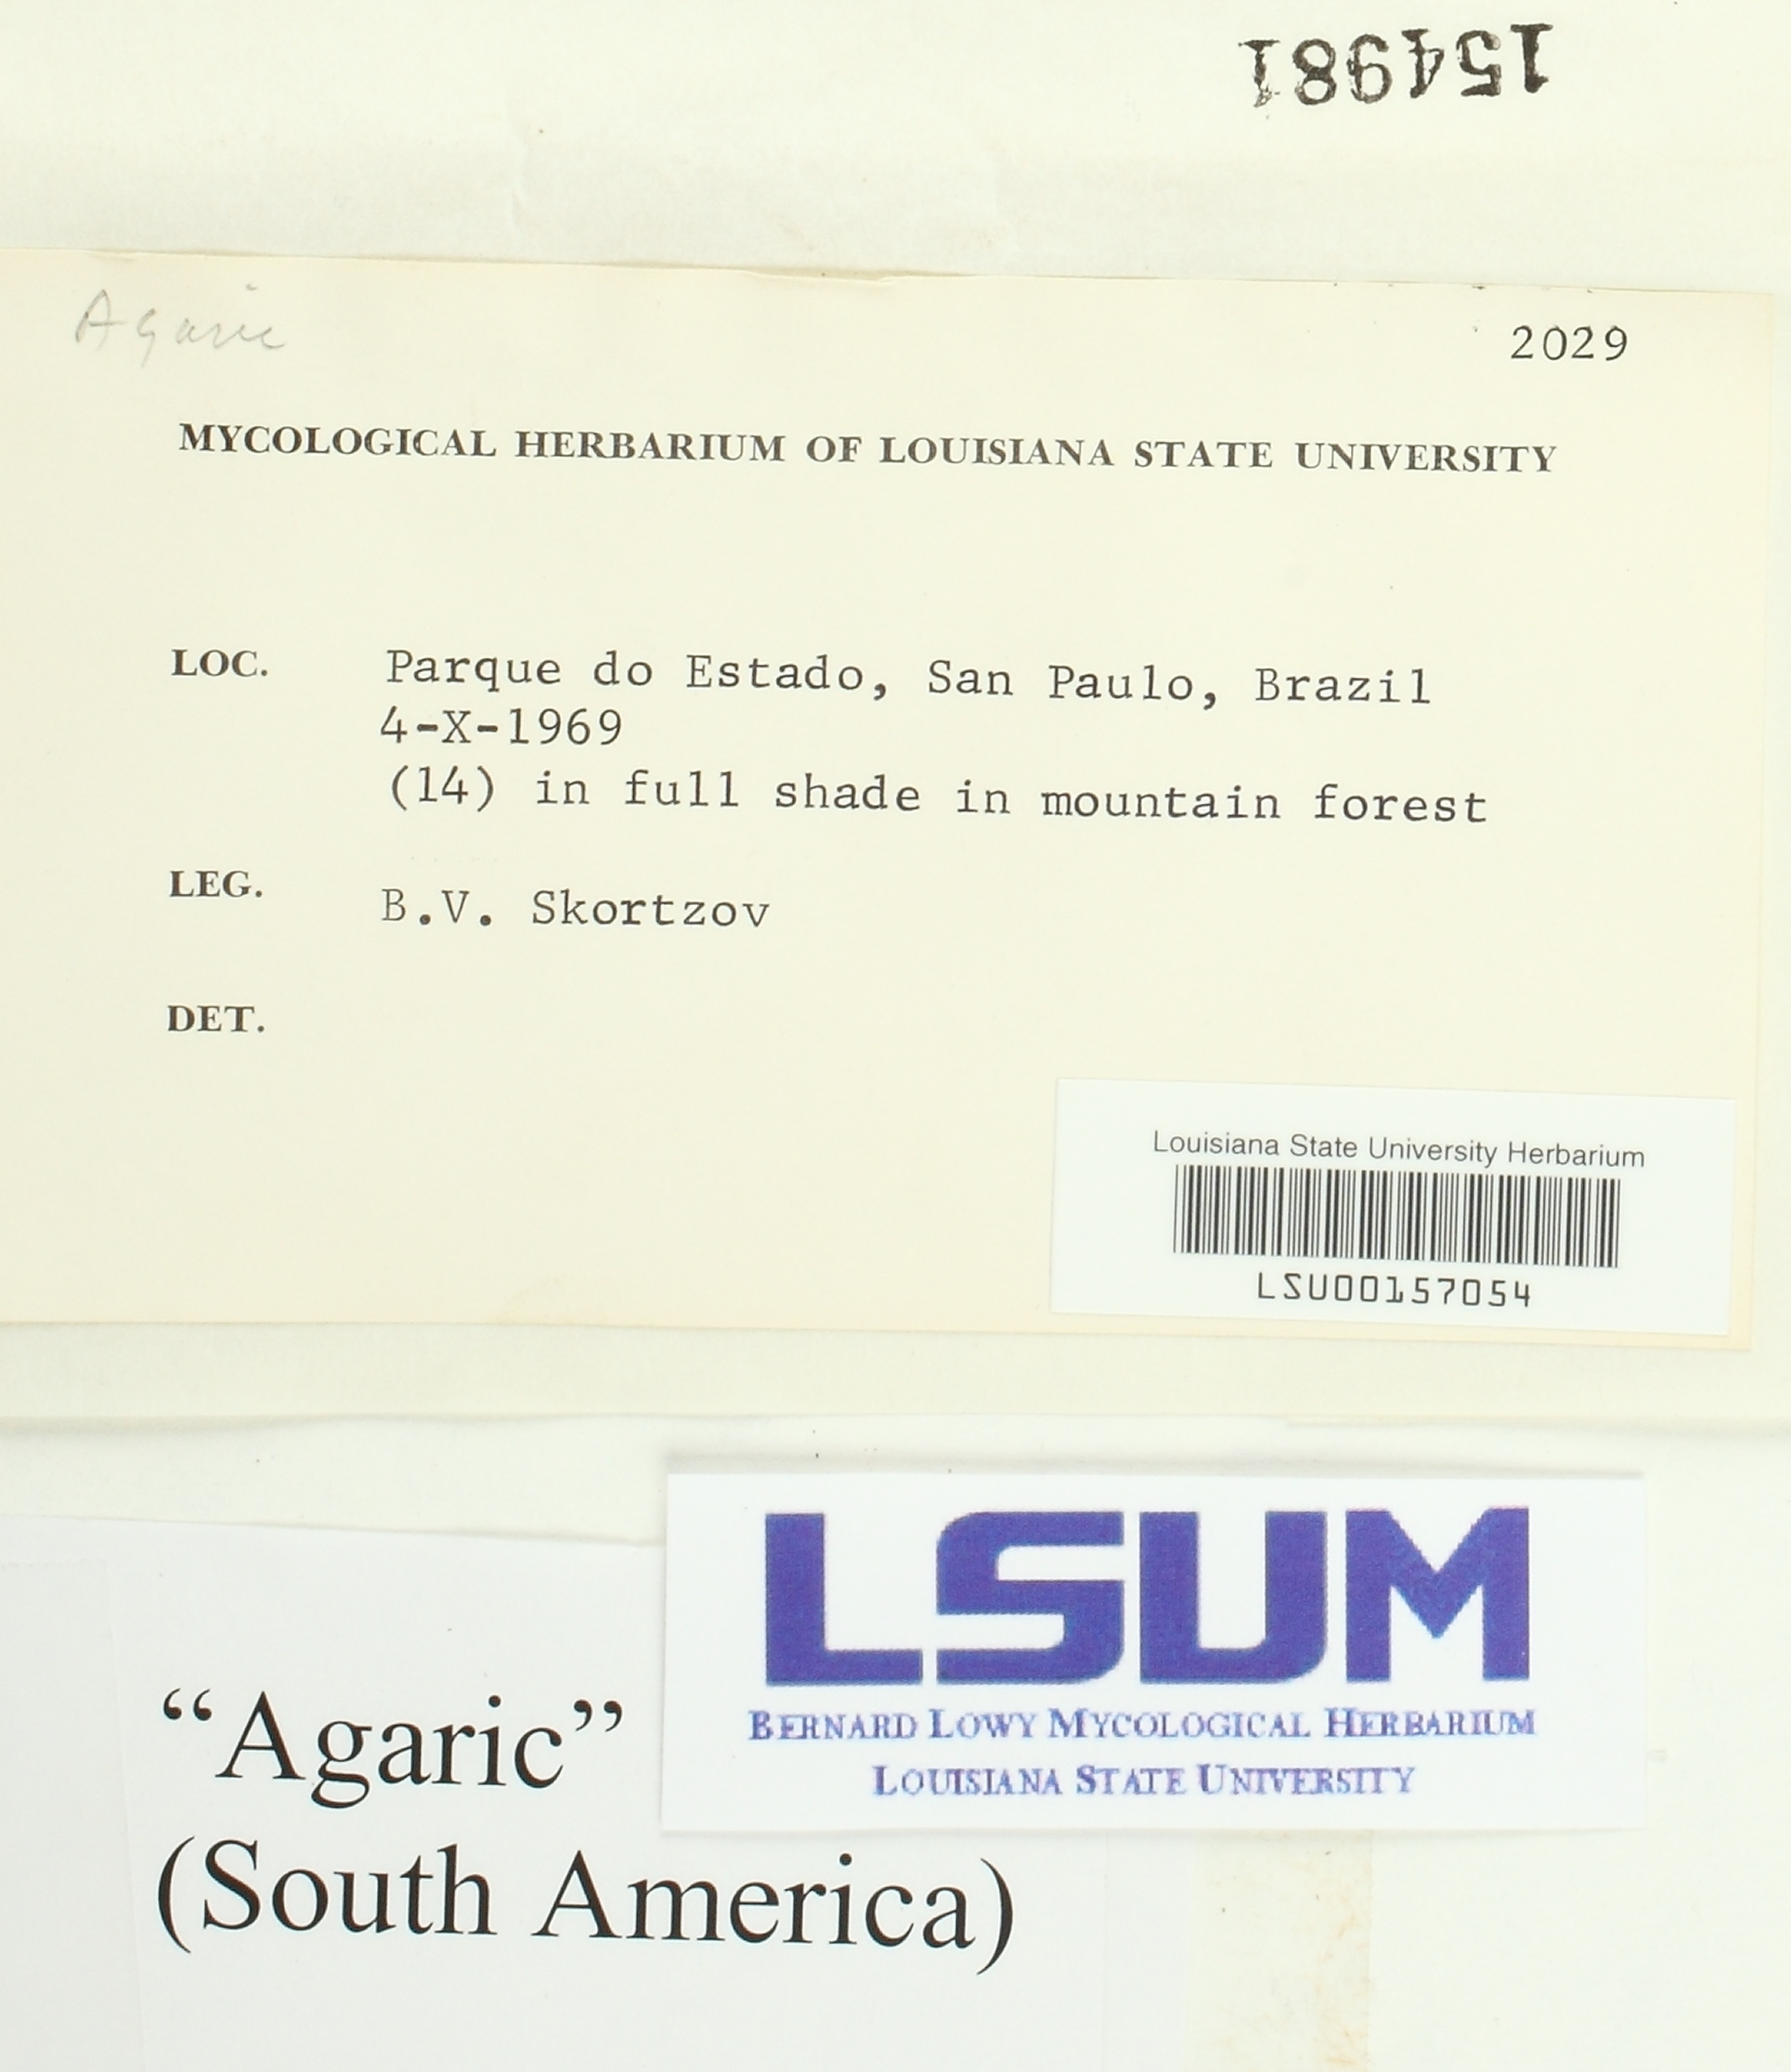 154981
Agaric
2029
MYCOLOGICAL HERBARIUM OF LOUISIANA STATE UNIVERSITY
LOC. Parque do Estado, San Paulo, Brazil
4-X-1969
(14) in full shade in mountain forest
LEG. B.V. Skortzov
DET.
Louisiana State University Herbarium
LSU00157054
LSUM
BERNARD LOWY MYCOLOGICAL HERBARIUM
LOUISIANA STATE UNIVERSITY
“Agaric”
(South America)